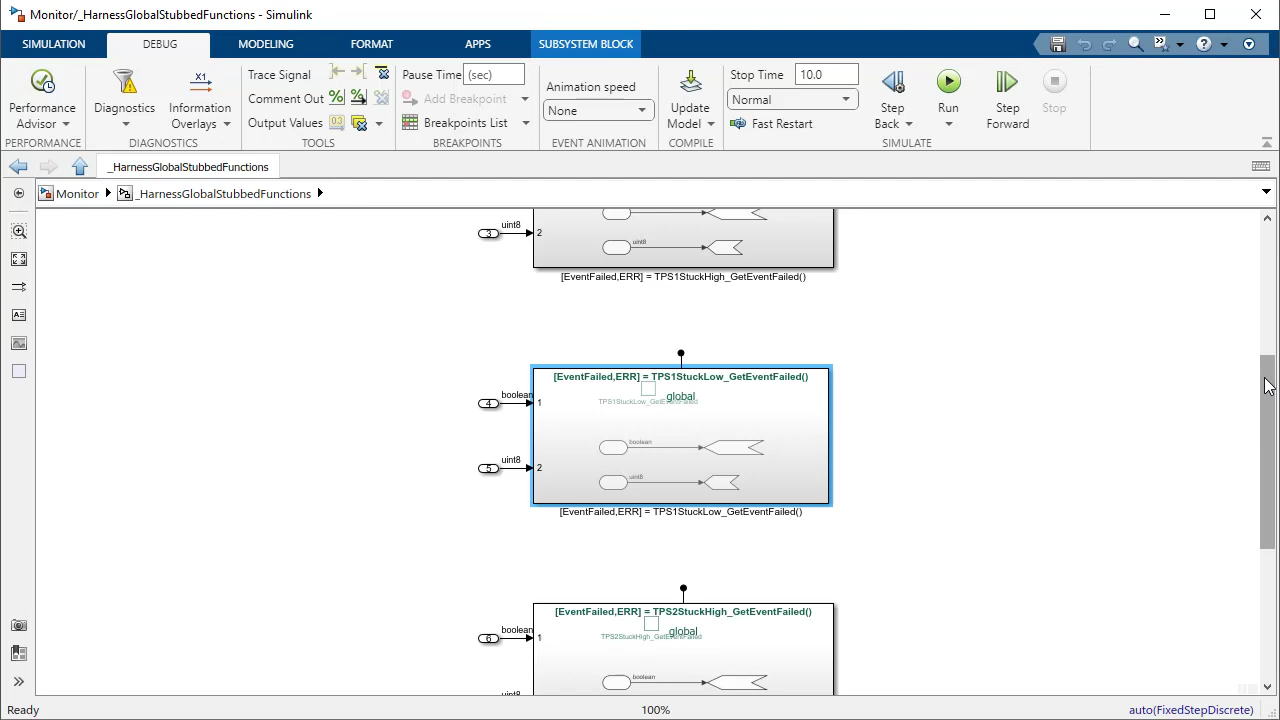 Monitor/_HarnessGlobalStubbedFunctions - Simulink
SIMULATION DEBUG MODELING FORMAT APPS SUBSYSTEM BLOCK
Performance Advisor
PERFORMANCE
Diagnostics
Information Overlays
DIAGNOSTICS
Trace Signal
Comment Out
Output Values
TOOLS
Pause Time (sec)
Add Breakpoint
Breakpoints List
BREAKPOINTS
Animation speed
None
EVENT ANIMATION
Update Model
COMPILE
Stop Time 10.0
Normal
Fast Restart
Step Back
Run
Step Forward
Stop
SIMULATE
_HarnessGlobalStubbedFunctions
Monitor _HarnessGlobalStubbedFunctions
3 uint8 2
uint8
[EventFailed,ERR] = TPS1StuckHigh_GetEventFailed()
[EventFailed,ERR] = TPS1StuckLow_GetEventFailed()
global
TPS1StuckLow_GetEventFailed
4 boolean 1
boolean
5 uint8 2
uint8
[EventFailed,ERR] = TPS1StuckLow_GetEventFailed()
[EventFailed,ERR] = TPS2StuckHigh_GetEventFailed()
global
TPS2StuckHigh_GetEventFailed
6 boolean 1
boolean
uint8
Ready 100% auto(FixedStepDiscrete)